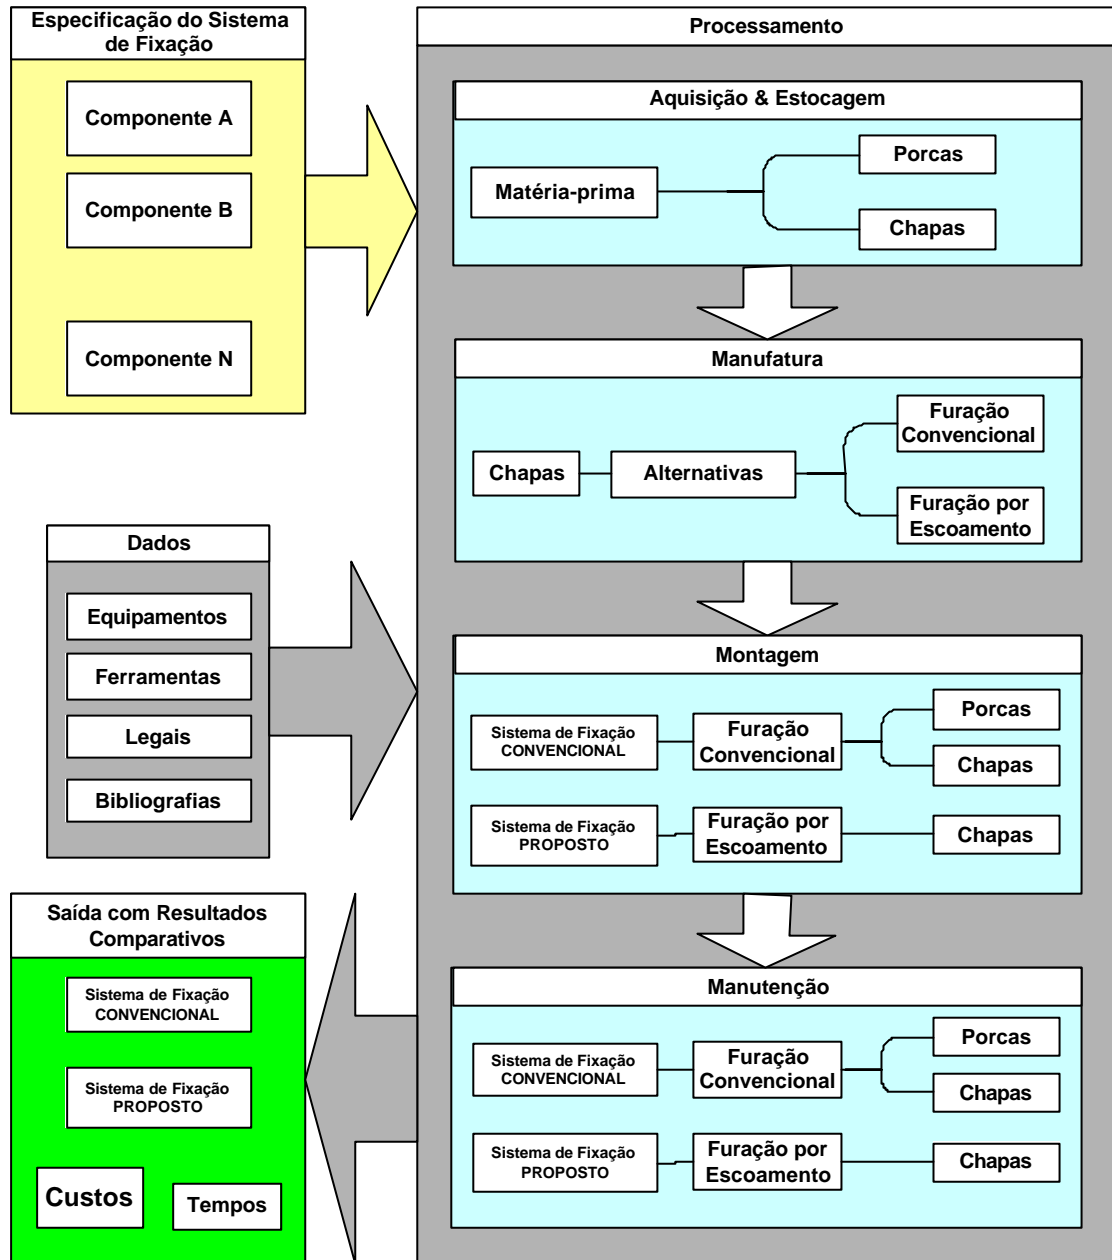 Especificação do Sistema
de Fixação
Componente A
Componente B
Componente N
Dados
Equipamentos
Ferramentas
Legais
Bibliografias
Saída com Resultados
Comparativos
Sistema de Fixação
CONVENCIONAL
Sistema de Fixação
PROPOSTO
Custos
Tempos
Processamento
Aquisição & Estocagem
Matéria-prima
Porcas
Chapas
Manufatura
Chapas
Alternativas
Furação
Convencional
Furação por
Escoamento
Montagem
Sistema de Fixação
CONVENCIONAL
Furação
Convencional
Porcas
Chapas
Sistema de Fixação
PROPOSTO
Furação por
Escoamento
Chapas
Manutenção
Sistema de Fixação
CONVENCIONAL
Furação
Convencional
Porcas
Chapas
Sistema de Fixação
PROPOSTO
Furação por
Escoamento
Chapas